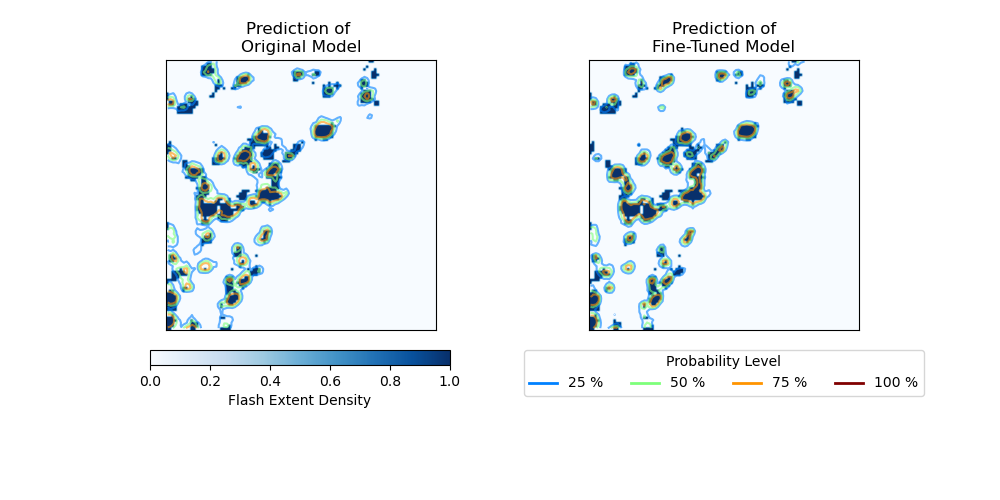 Prediction of
Original Model
Prediction of
Fine-Tuned Model
0.0 0.2 0.4 0.6 0.8 1.0
Flash Extent Density
Probability Level
25 % 50 % 75 % 100 %